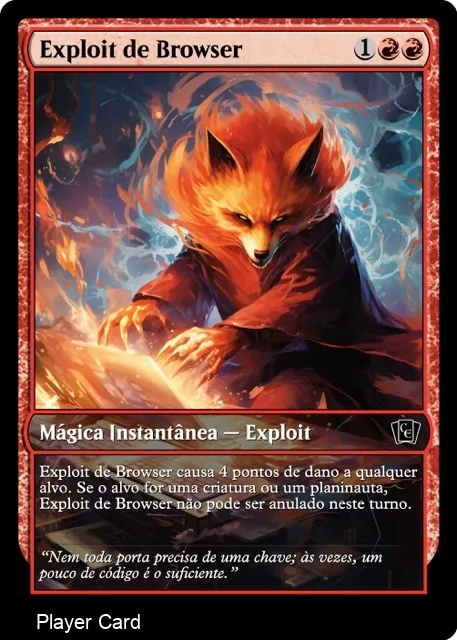 Exploit de Browser 1
Mágica Instantânea — Exploit
CE
Exploit de Browser causa 4 pontos de dano a qualquer
alvo. Se o alvo for uma criatura ou um planinauta,
Exploit de Browser não pode ser anulado neste turno.
“Nem toda porta precisa de uma chave; às vezes, um
pouco de código é o suficiente.”
Player Card